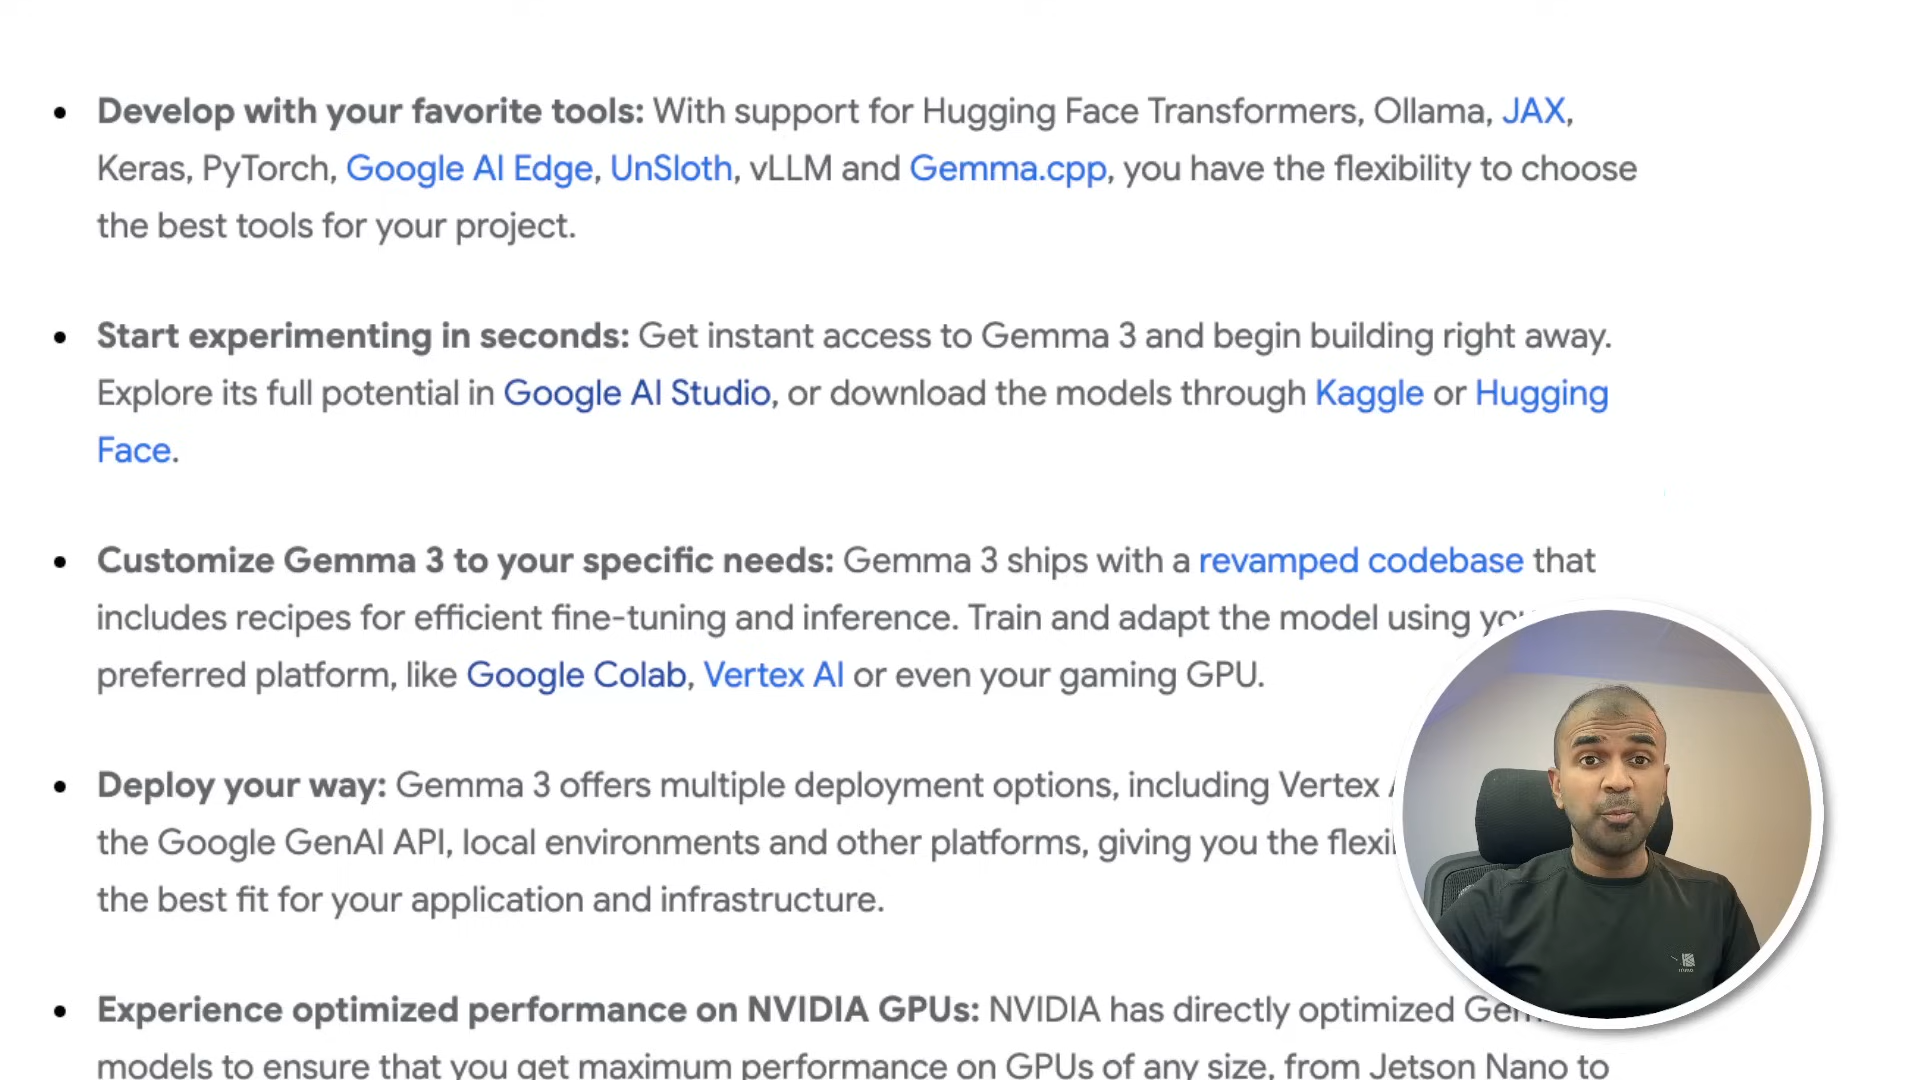 Develop with your favorite tools: With support for Hugging Face Transformers, Ollama, JAX,
Keras, PyTorch, Google AI Edge, UnSloth, vLLM and Gemma.cpp, you have the flexibility to choose
the best tools for your project.
Start experimenting in seconds: Get instant access to Gemma 3 and begin building right away.
Explore its full potential in Google AI Studio, or download the models through Kaggle or Hugging
Face.
Customize Gemma 3 to your specific needs: Gemma 3 ships with a revamped codebase that
includes recipes for efficient fine-tuning and inference. Train and adapt the model using
preferred platform, like Google Colab, Vertex AI or even your gaming GPU.
Deploy your way: Gemma 3 offers multiple deployment options, including Vertex
the Google GenAI API, local environments and other platforms, giving you the
the best fit for your application and infrastructure.
Experience optimized performance on NVIDIA GPUs: NVIDIA has directly optimized
models to ensure that you get maximum performance on GPUs of any size, from Jetson Nano to